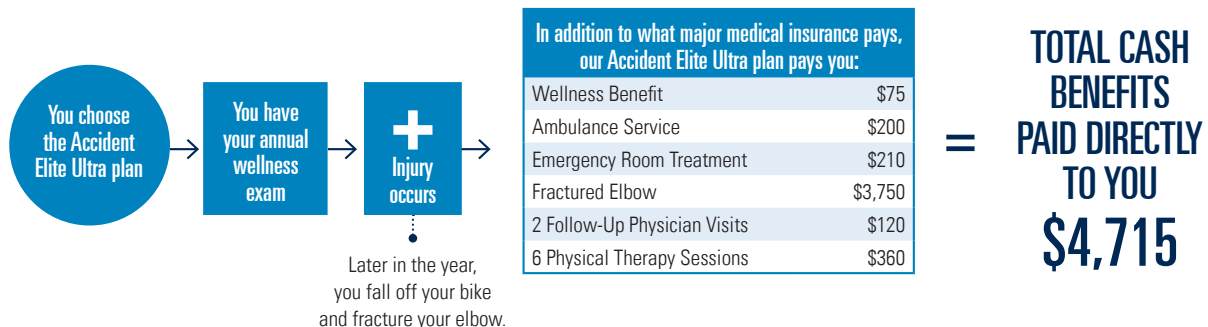 You choose
the Accident
Elite Ultra plan
You have
your annual
wellness
exam
+
Injury
occurs
Later in the year,
you fall off your bike
and fracture your elbow.
In addition to what major medical insurance pays,
our Accident Elite Ultra plan pays you:
Wellness Benefit $75
Ambulance Service $200
Emergency Room Treatment $210
Fractured Elbow $3,750
2 Follow-Up Physician Visits $120
6 Physical Therapy Sessions $360
=
TOTAL CASH
BENEFITS
PAID DIRECTLY
TO YOU
$4,715